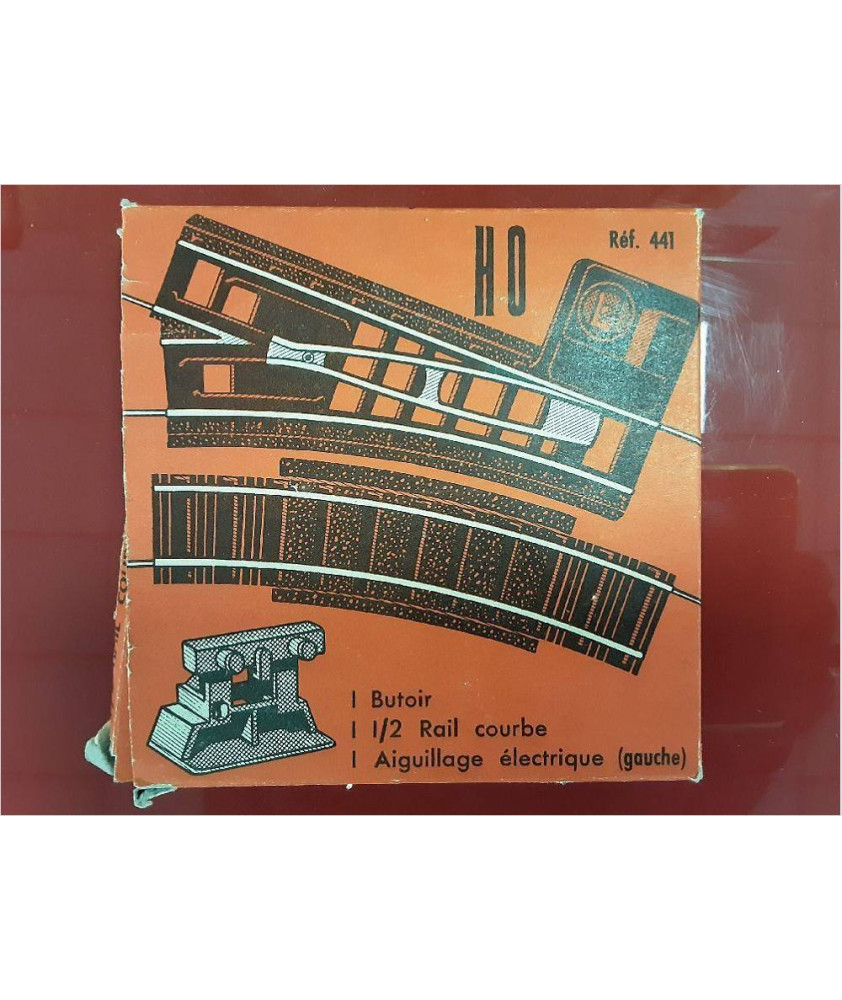 HO
Réf. 441
1 Butoir
1 1/2 Rail courbe
1 Aiguillage électrique (gauche)